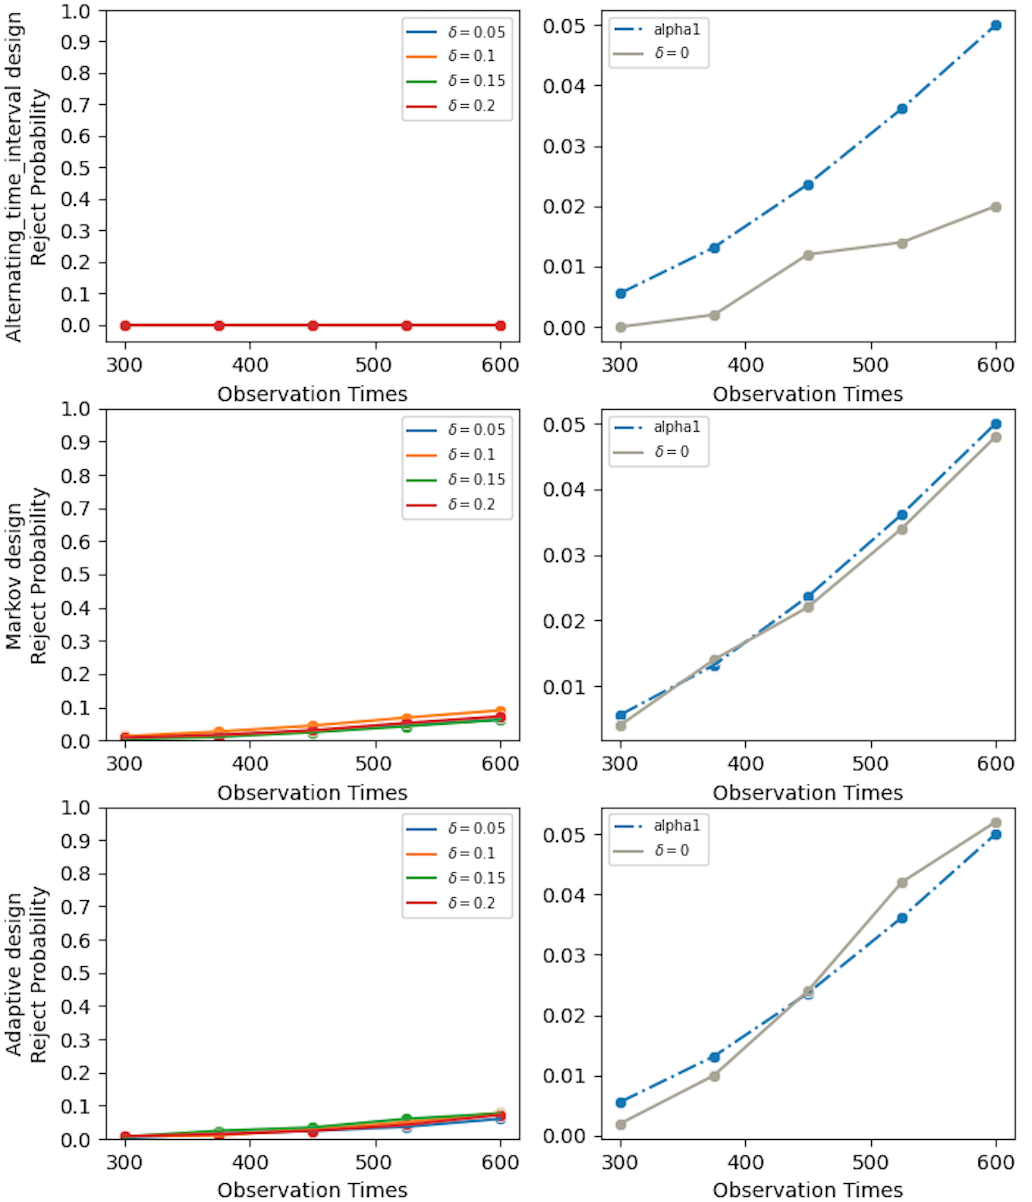 Alternating_time_interval design
Reject Probability
1.0
0.9
0.8
0.7
0.6
0.5
0.4
0.3
0.2
0.1
0.0
δ = 0.05
δ = 0.1
δ = 0.15
δ = 0.2
300 400 500 600
Observation Times
0.05
0.04
0.03
0.02
0.01
0.00
alpha1
δ = 0
300 400 500 600
Observation Times
Markov design
Reject Probability
1.0
0.9
0.8
0.7
0.6
0.5
0.4
0.3
0.2
0.1
0.0
δ = 0.05
δ = 0.1
δ = 0.15
δ = 0.2
300 400 500 600
Observation Times
0.05
0.04
0.03
0.02
0.01
alpha1
δ = 0
300 400 500 600
Observation Times
Adaptive design
Reject Probability
1.0
0.9
0.8
0.7
0.6
0.5
0.4
0.3
0.2
0.1
0.0
δ = 0.05
δ = 0.1
δ = 0.15
δ = 0.2
300 400 500 600
Observation Times
0.05
0.04
0.03
0.02
0.01
0.00
alpha1
δ = 0
300 400 500 600
Observation Times